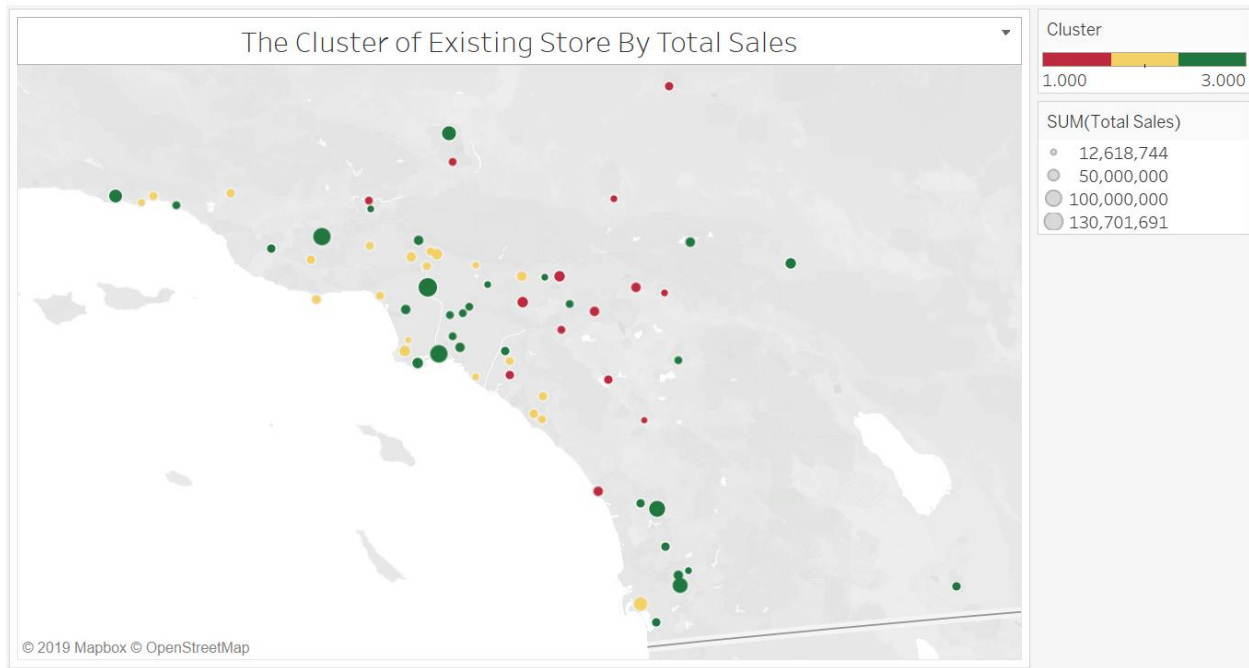 The Cluster of Existing Store By Total Sales
Cluster
1.000 3.000
SUM(Total Sales)
12,618,744
50,000,000
100,000,000
130,701,691
© 2019 Mapbox © OpenStreetMap